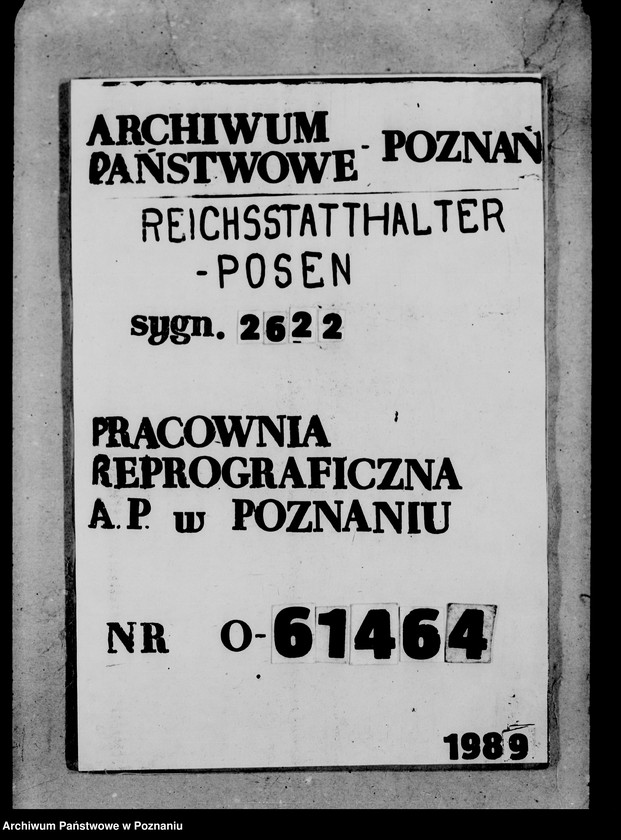 ARCHIWUM
PAŃSTWOWE - POZNAŃ
REICHSSTATTHALTER
-POSEN
sygn. 2622
PRACOWNIA
REPROGRAFICZNA
A.P. w POZNANIU
NR O-61464
1989
Archiwum Państwowe w Poznaniu